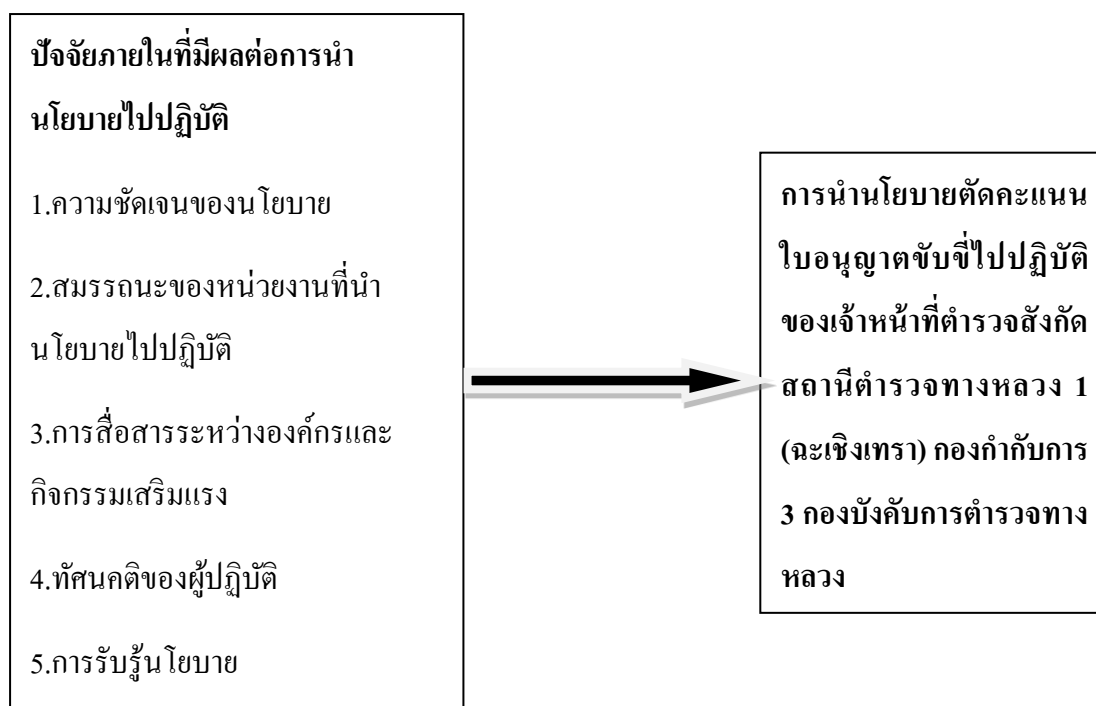 ปัจจัยภายในที่มีผลต่อการนำ
นโยบายไปปฏิบัติ
1.ความชัดเจนของนโยบาย
2.สมรรถนะของหน่วยงานที่นำ
นโยบายไปปฏิบัติ
3.การสื่อสารระหว่างองค์กรและ
กิจกรรมเสริมแรง
4.ทัศนคติของผู้ปฏิบัติ
5.การรับรู้นโยบาย
การนำนโยบายตัดคะแนน
ใบอนุญาตขับขี่ไปปฏิบัติ
ของเจ้าหน้าที่ตำรวจสังกัด
สถานีตำรวจทางหลวง 1
(ฉะเชิงเทรา) กองกำกับการ
3 กองบังคับการตำรวจทาง
หลวง